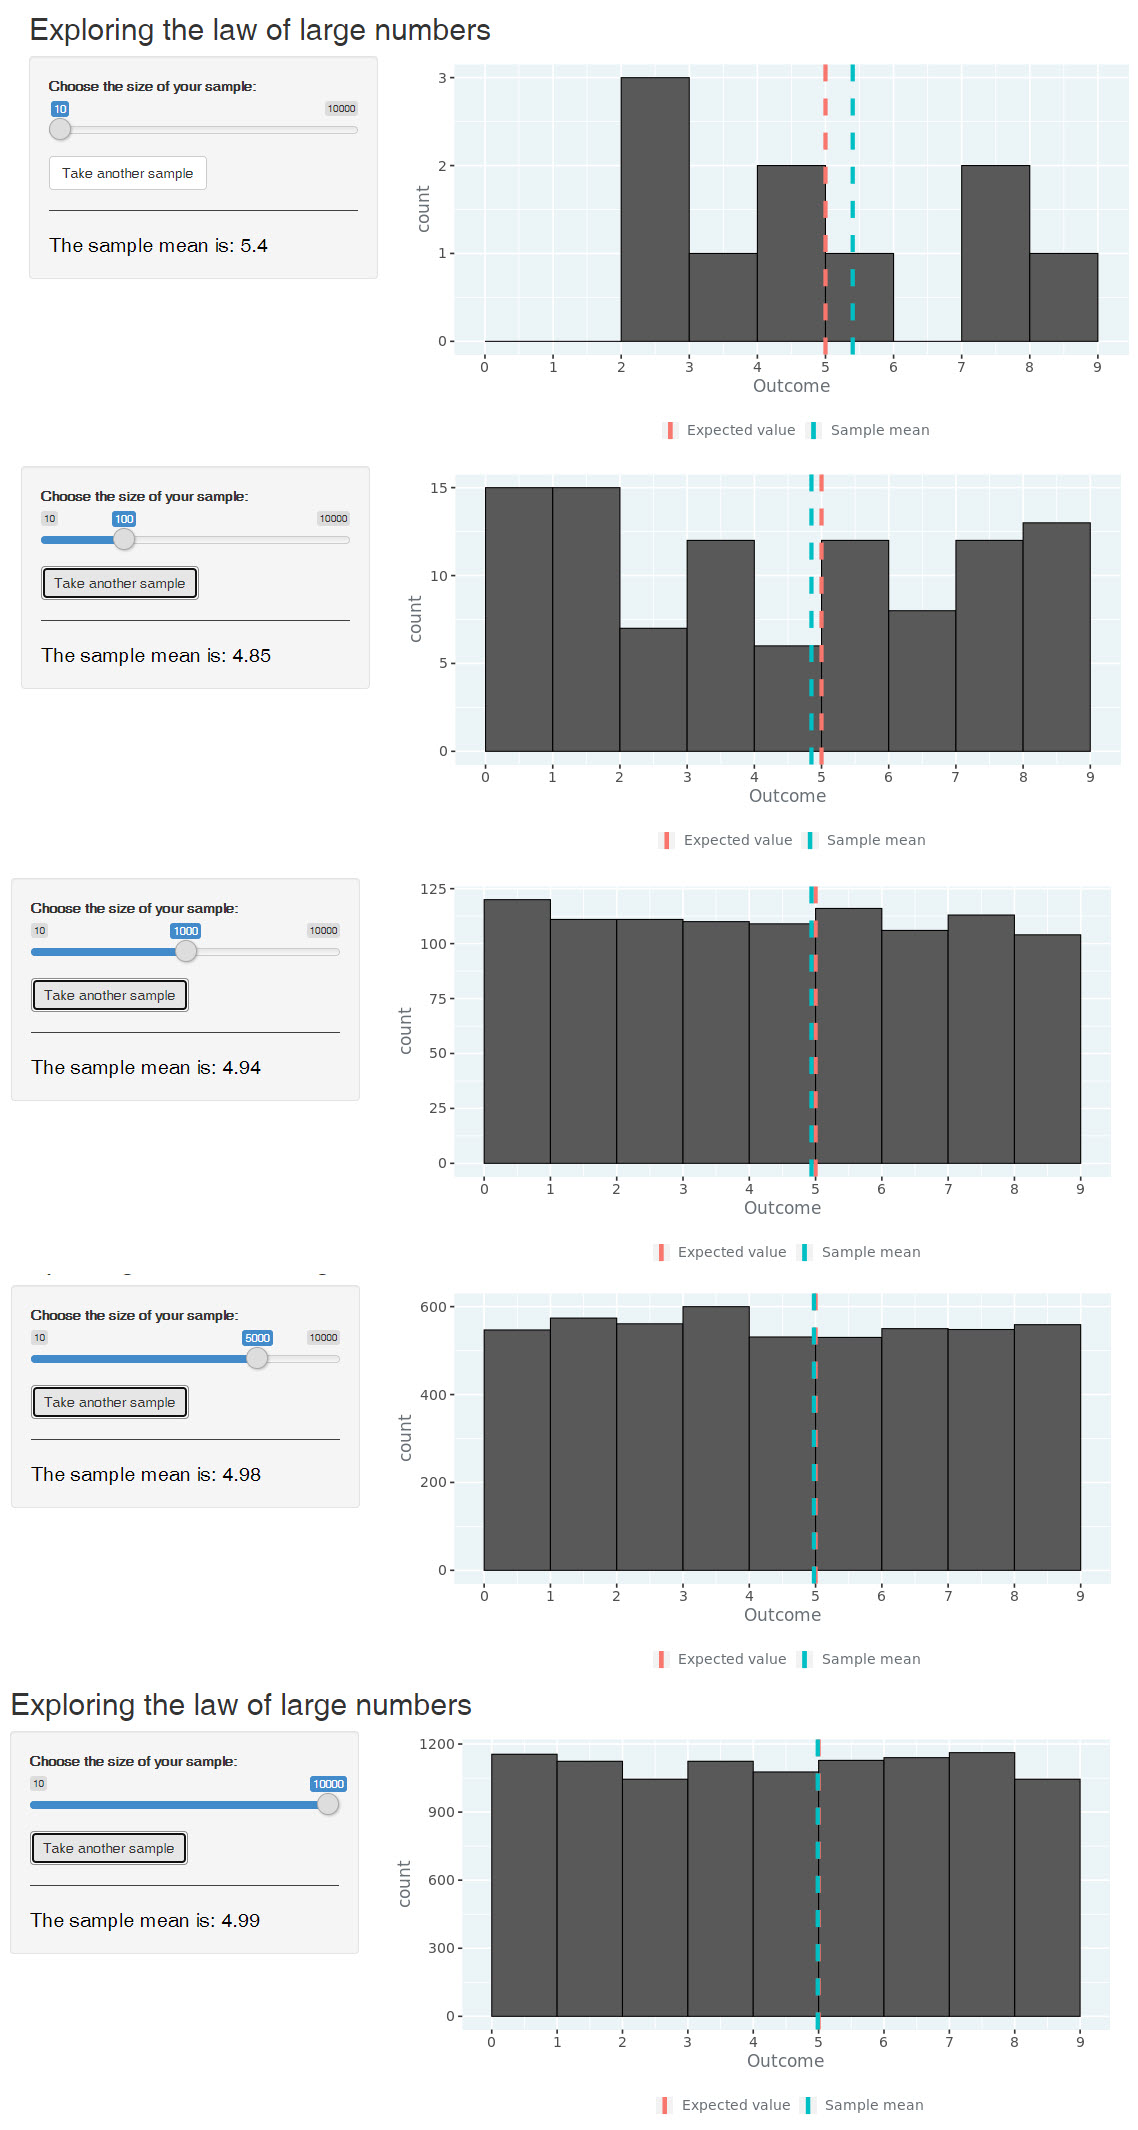 Exploring the law of large numbers
Choose the size of your sample:
10 10000
Take another sample
The sample mean is: 5.4
3
2
1
0
count
0 1 2 3 4 5 6 7 8 9
Outcome
Expected value Sample mean
Choose the size of your sample:
10 100 10000
Take another sample
The sample mean is: 4.85
15
10
5
0
count
0 1 2 3 4 5 6 7 8 9
Outcome
Expected value Sample mean
Choose the size of your sample:
10 1000 10000
Take another sample
The sample mean is: 4.94
125
100
75
50
25
0
count
0 1 2 3 4 5 6 7 8 9
Outcome
Expected value Sample mean
Choose the size of your sample:
10 5000 10000
Take another sample
The sample mean is: 4.98
600
400
200
0
count
0 1 2 3 4 5 6 7 8 9
Outcome
Expected value Sample mean
Exploring the law of large numbers
Choose the size of your sample:
10 10000
Take another sample
The sample mean is: 4.99
1200
900
600
300
0
count
0 1 2 3 4 5 6 7 8 9
Outcome
Expected value Sample mean